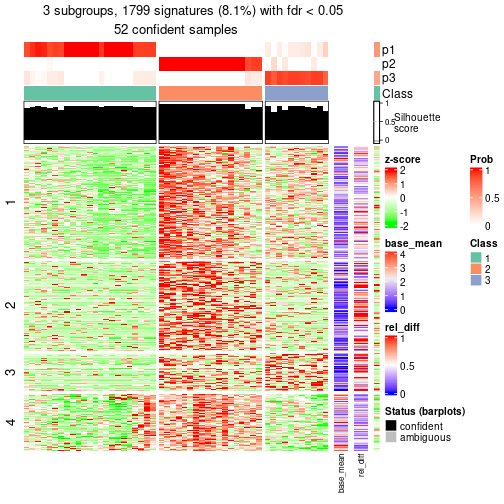 3 subgroups, 1799 signatures (8.1%) with fdr < 0.05
52 confident samples
p1
p2
p3
Class
1
0.5
0
Silhouette
score
1
2
3
4
base_mean
rel_diff
z-score
2
1
0
-1
-2
base_mean
4
3
2
1
0
rel_diff
1
0.5
0
Status (barplots)
confident
ambiguous
Prob
1
0.5
0
Class
1
2
3